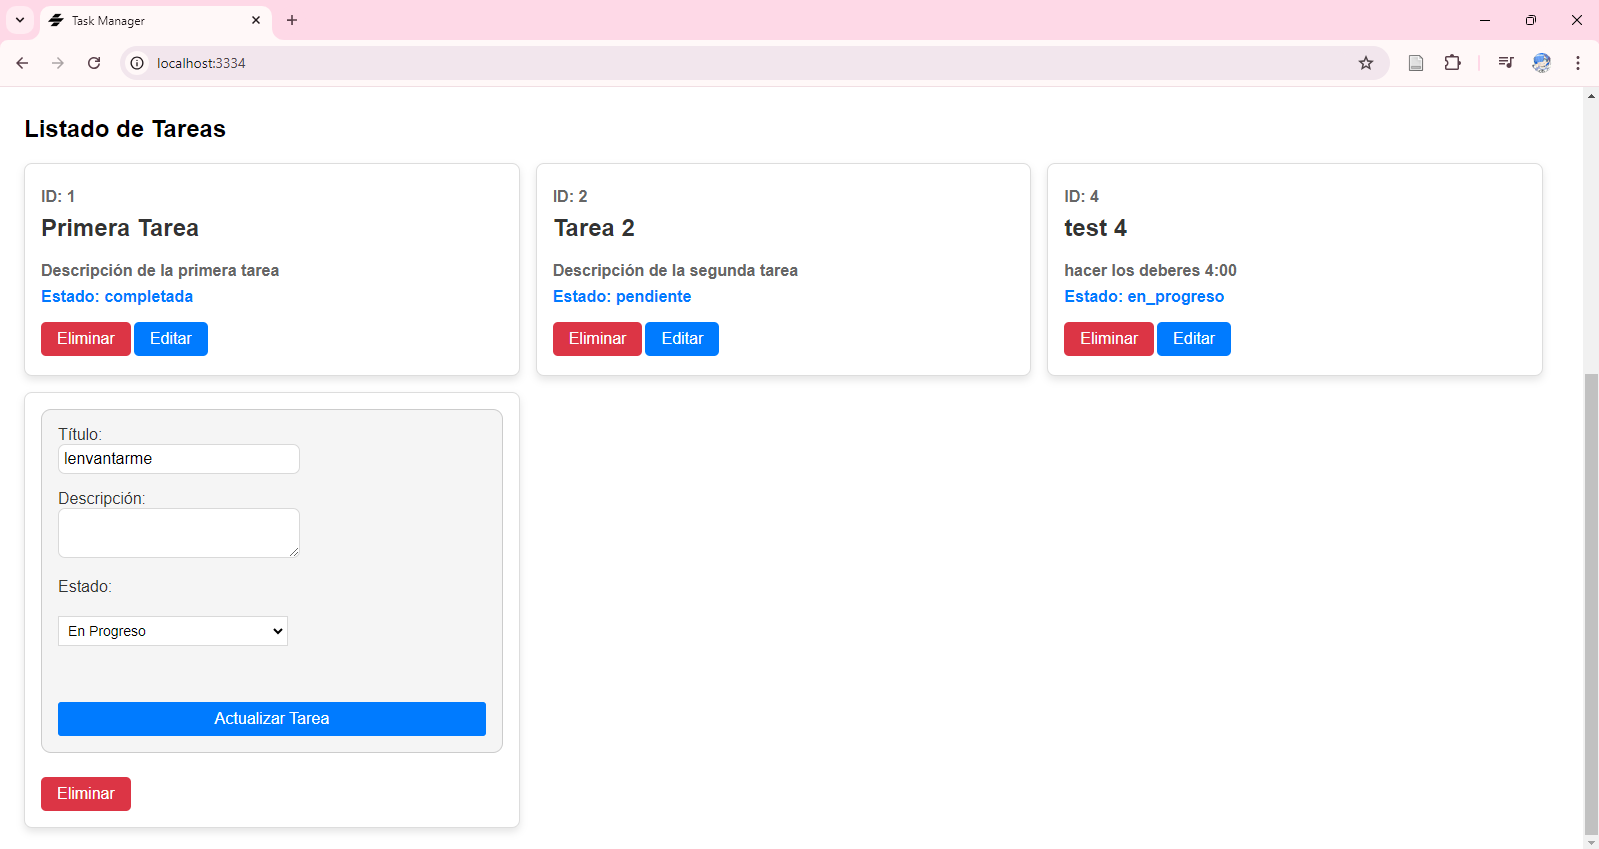 Task Manager
localhost:3334
Listado de Tareas
ID: 1
Primera Tarea
Descripción de la primera tarea
Estado: completada
Eliminar Editar
ID: 2
Tarea 2
Descripción de la segunda tarea
Estado: pendiente
Eliminar Editar
ID: 4
test 4
hacer los deberes 4:00
Estado: en_progreso
Eliminar Editar
Título:
lenvantarme
Descripción:
Estado:
En Progreso
Actualizar Tarea
Eliminar